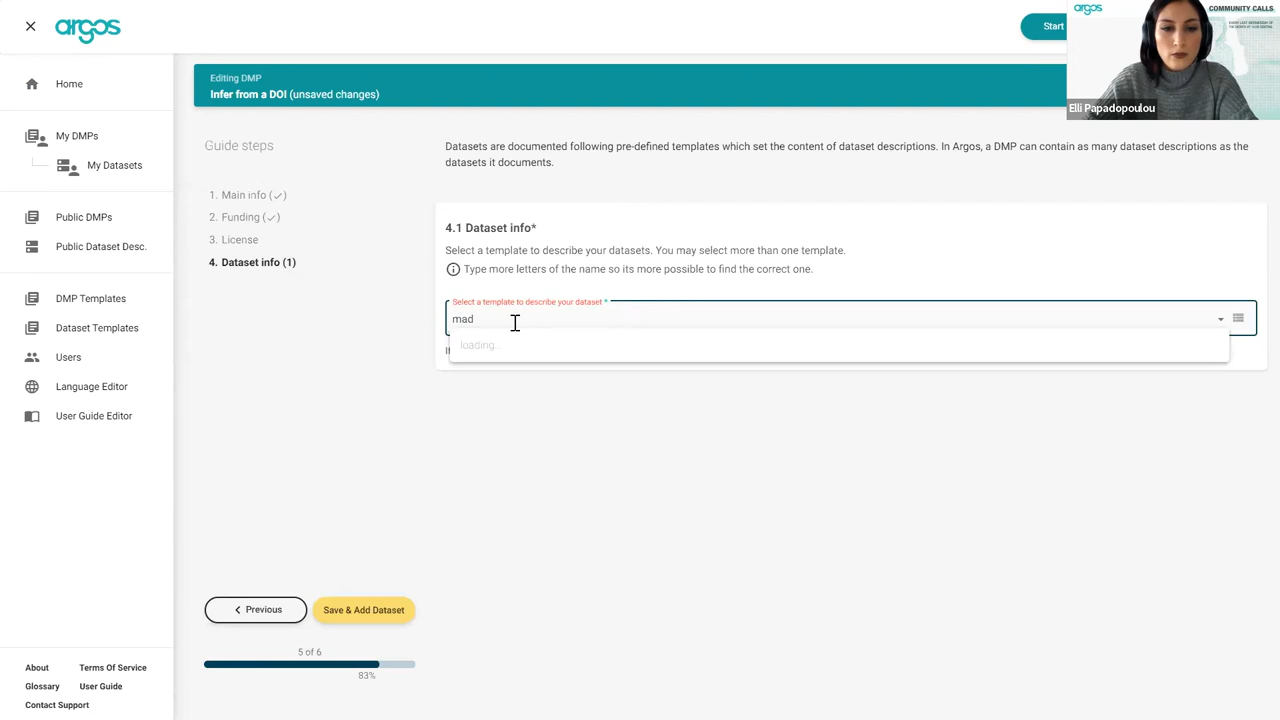 argos
Start
argos
COMMUNITY CALLS
Elli Papadopoulou
Home
My DMPs
My Datasets
Public DMPs
Public Dataset Desc.
DMP Templates
Dataset Templates
Users
Language Editor
User Guide Editor
About
Terms Of Service
Glossary
User Guide
Contact Support
Editing DMP
Infer from a DOI (unsaved changes)
Guide steps
1. Main info (✓)
2. Funding (✓)
3. License
4. Dataset info (1)
Previous
Save & Add Dataset
5 of 6
83%
Datasets are documented following pre-defined templates which set the content of dataset descriptions. In Argos, a DMP can contain as many dataset descriptions as the
datasets it documents.
4.1 Dataset info*
Select a template to describe your datasets. You may select more than one template.
Type more letters of the name so its more possible to find the correct one.
Select a template to describe your dataset *
mad
loading...